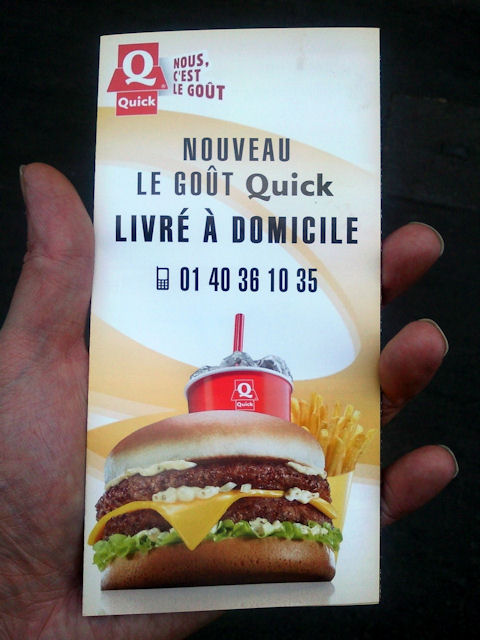 Q
Quick
NOUS,
C'EST
LE GOÛT
NOUVEAU
LE GOÛT Quick
LIVRÉ À DOMICILE
01 40 36 10 35
Q
Quick